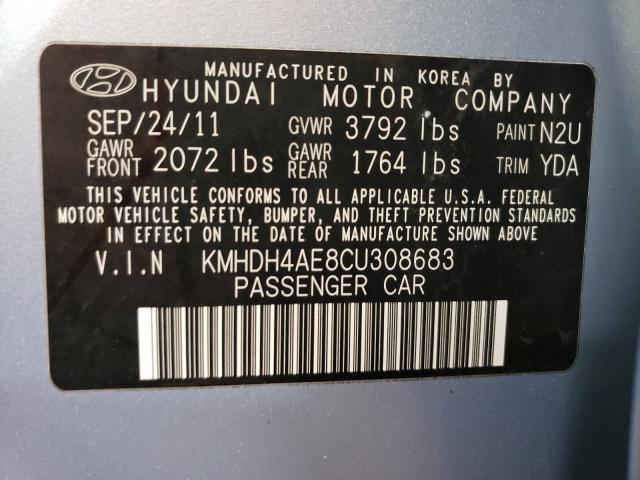 MANUFACTURED IN KOREA BY
HYUNDAI MOTOR COMPANY
SEP/24/11 GVWR 3792 lbs PAINT N2U
GAWR FRONT 2072 lbs GAWR REAR 1764 lbs TRIM YDA
THIS VEHICLE CONFORMS TO ALL APPLICABLE U.S.A. FEDERAL
MOTOR VEHICLE SAFETY, BUMPER, AND THEFT PREVENTION STANDARDS
IN EFFECT ON THE DATE OF MANUFACTURE SHOWN ABOVE
V.I.N KMHDH4AE8CU308683
PASSENGER CAR